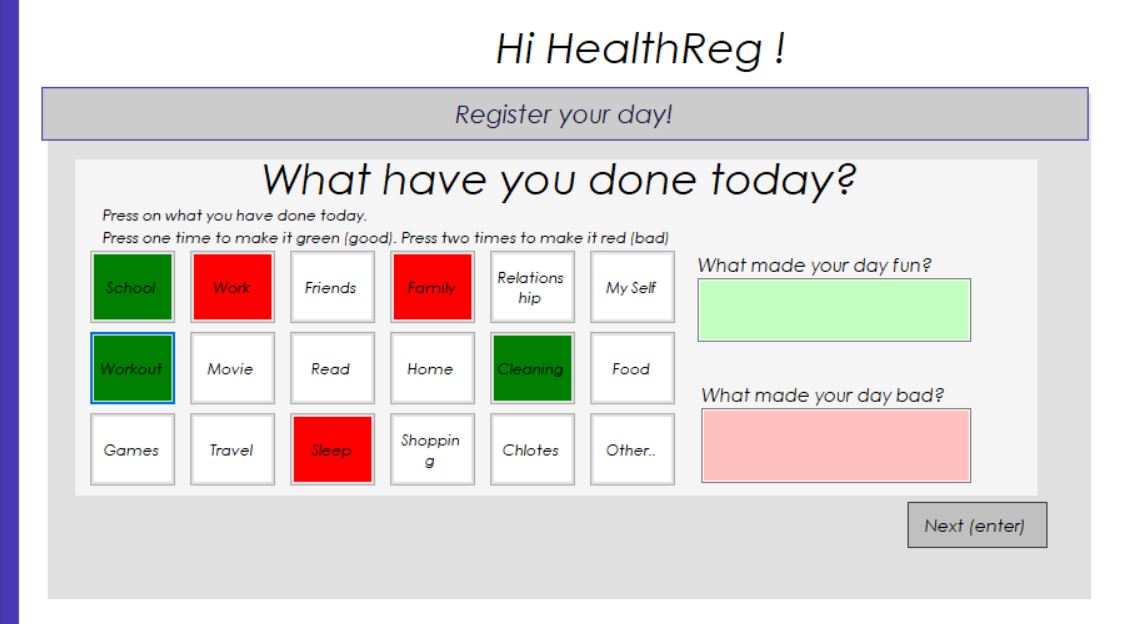 Hi HealthReg !
Register your day!
What have you done today?
Press on what you have done today.
Press one time to make it green (good). Press two times to make it red (bad)
School
Work
Friends
Family
Relations
hip
My Self
What made your day fun?
Workout
Movie
Read
Home
Cleaning
Food
What made your day bad?
Games
Travel
Sleep
Shoppin
g
Chlotes
Other..
Next (enter)